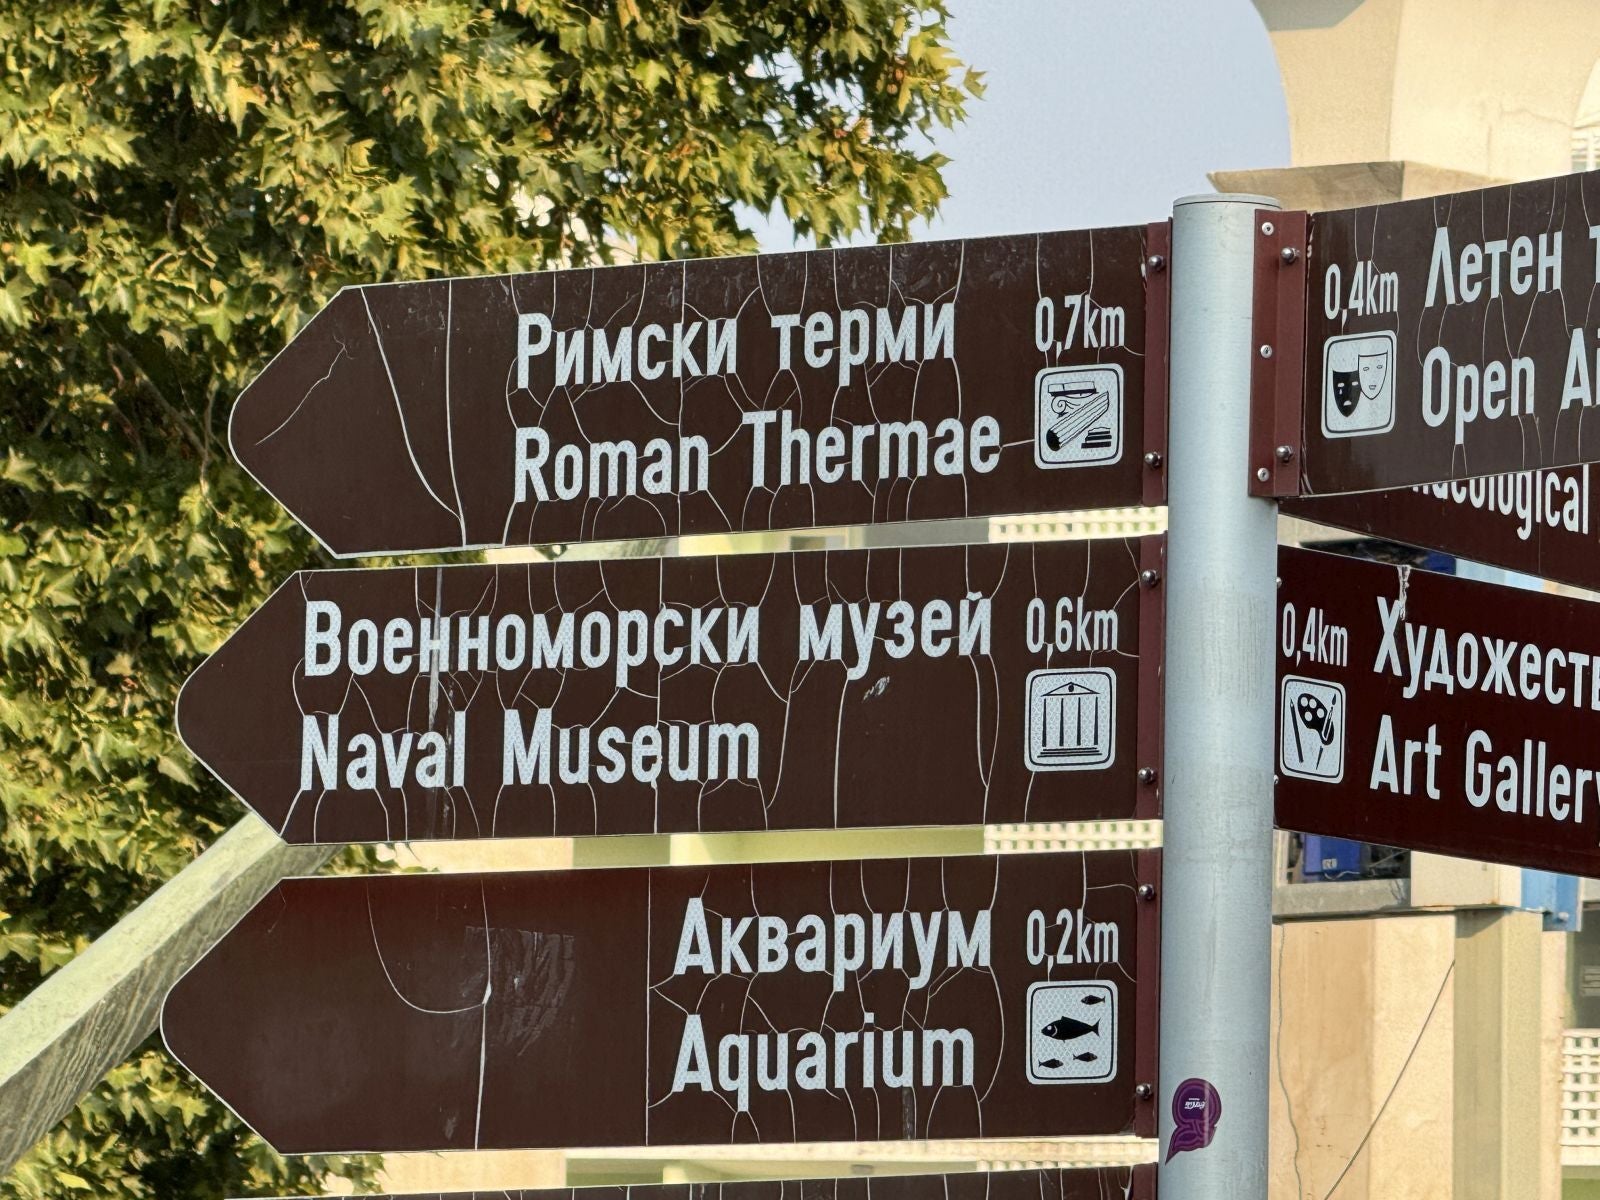 Римски терми 0,7km
Roman Thermae
Военноморски музей 0,6km
Naval Museum
Аквариум 0,2km
Aquarium
0,4km Летен
Open
0,4km
Art Gallery